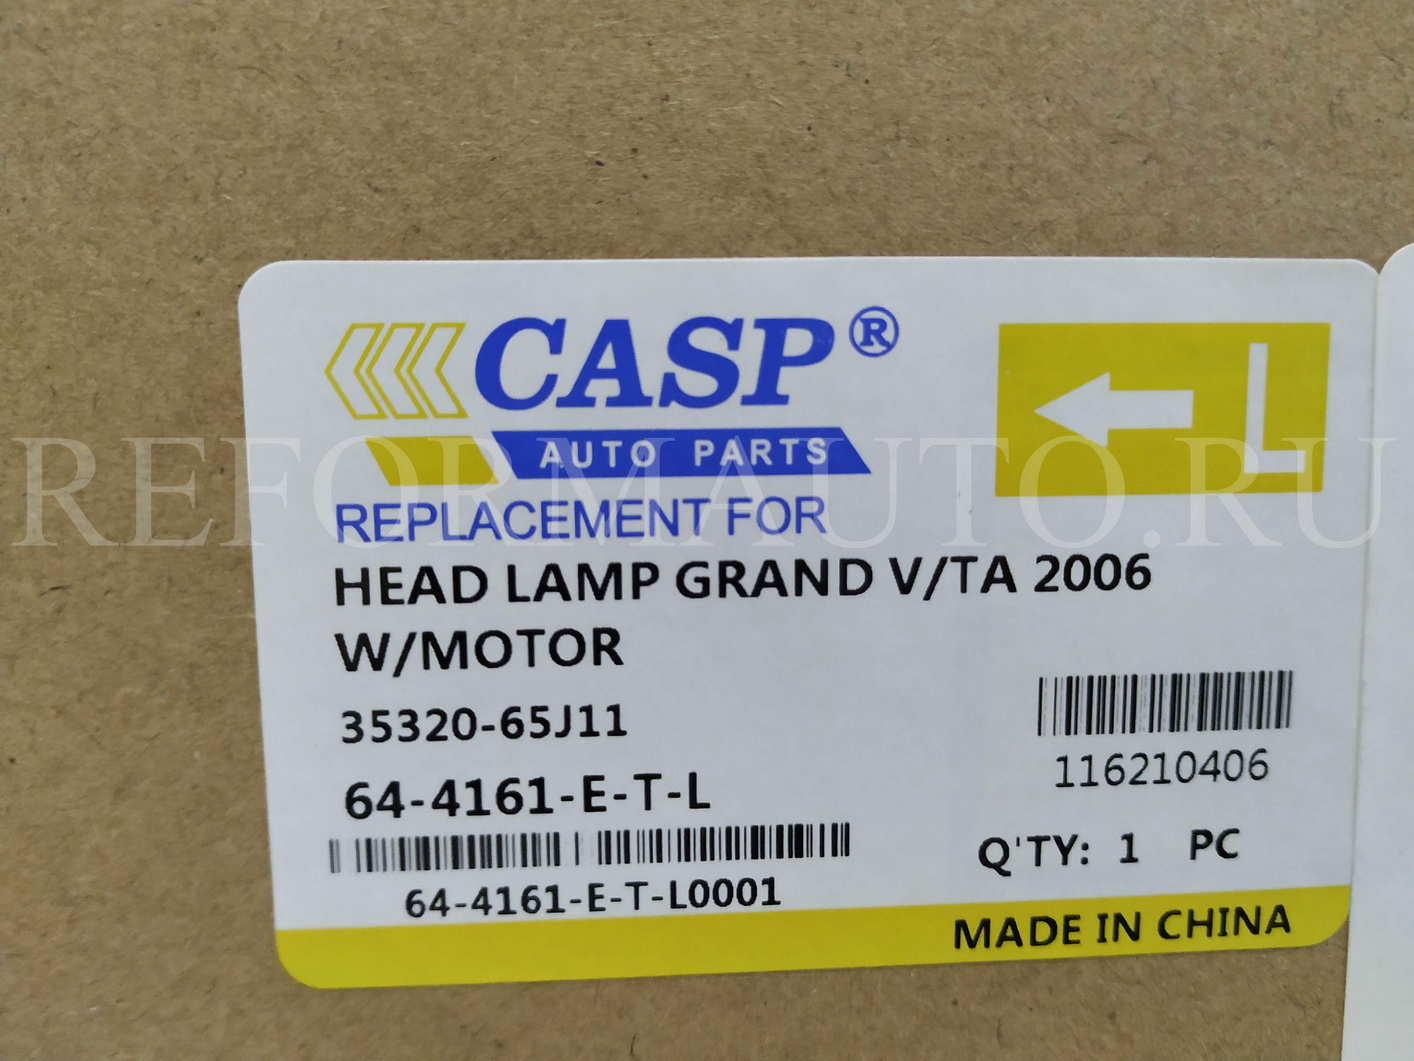 CASP®
AUTO PARTS
L
REFORMAUTO.RU
REPLACEMENT FOR
HEAD LAMP GRAND V/TA 2006
W/MOTOR
35320-65J11
116210406
64-4161-E-T-L
Q'TY: 1 PC
64-4161-E-T-L0001
MADE IN CHINA